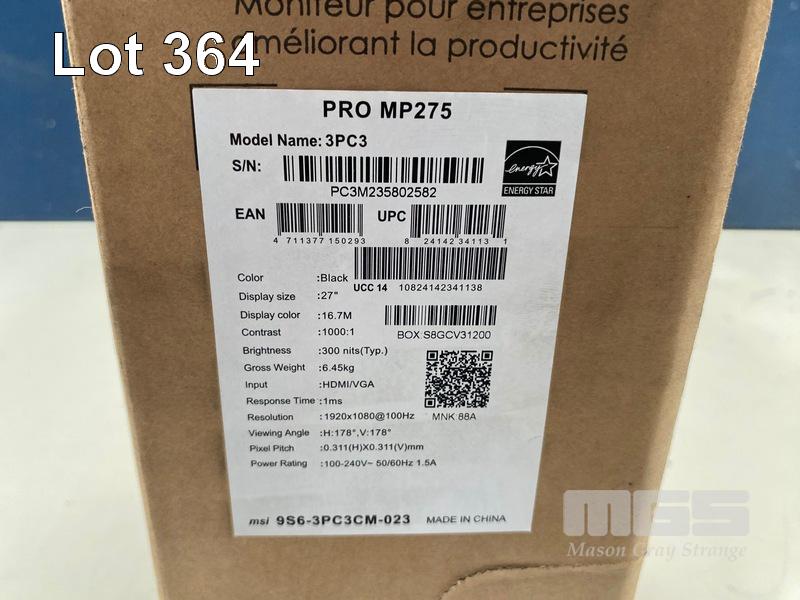 Moniteur pour entreprises
améliorant la productivité
Lot 364
PRO MP275
Model Name: 3PC3
S/N:
PC3M235802582
energy
ENERGY STAR
EAN
4 711377 150293
UPC
8 24142 34113 1
UCC 14 10824142341138
Color :Black
Display size :27"
Display color :16.7M
Contrast :1000:1
BOX:S8GCV31200
Brightness :300 nits(Typ.)
Gross Weight :6.45kg
Input :HDMI/VGA
Response Time :1ms
Resolution :1920x1080@100Hz
MNK 88A
Viewing Angle :H:178°,V:178°
Pixel Pitch :0.311(H)X0.311(V)mm
Power Rating :100-240V~ 50/60Hz 1.5A
msi 9S6-3PC3CM-023 MADE IN CHINA
MGS
Mason Gray Strange